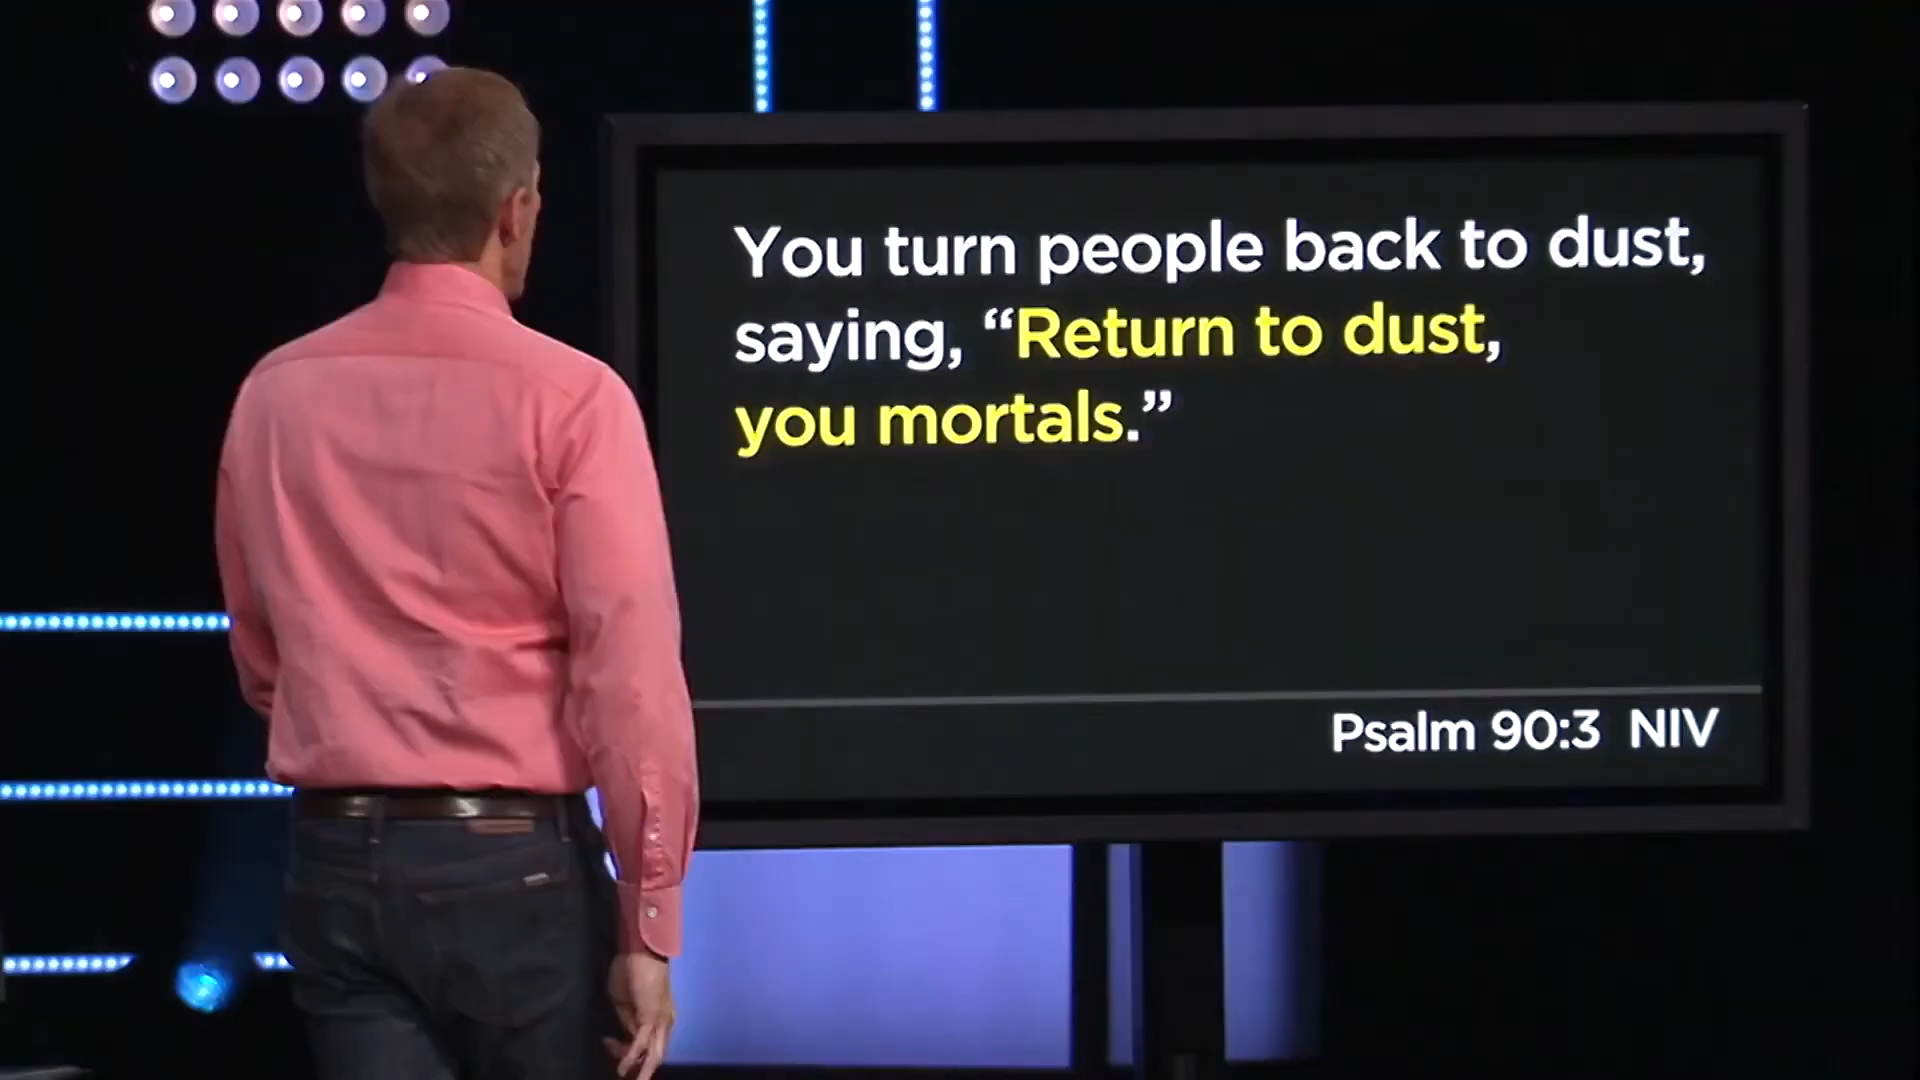 You turn people back to dust,
saying, “Return to dust,
you mortals.”
Psalm 90:3 NIV